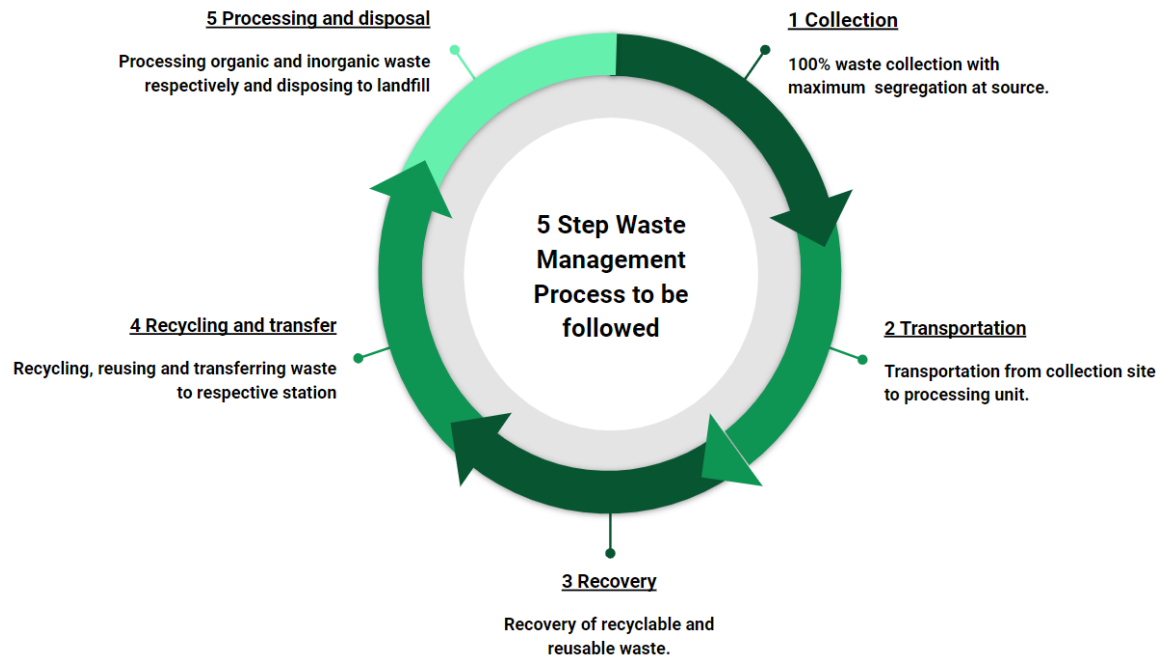 5 Step Waste
Management
Process to be
followed
1 Collection
100% waste collection with
maximum  segregation at source.
2 Transportation
Transportation from collection site
to processing unit.
3 Recovery
Recovery of recyclable and
reusable waste.
4 Recycling and transfer
Recycling, reusing and transferring waste
to respective station
5 Processing and disposal
Processing organic and inorganic waste
respectively and disposing to landfill